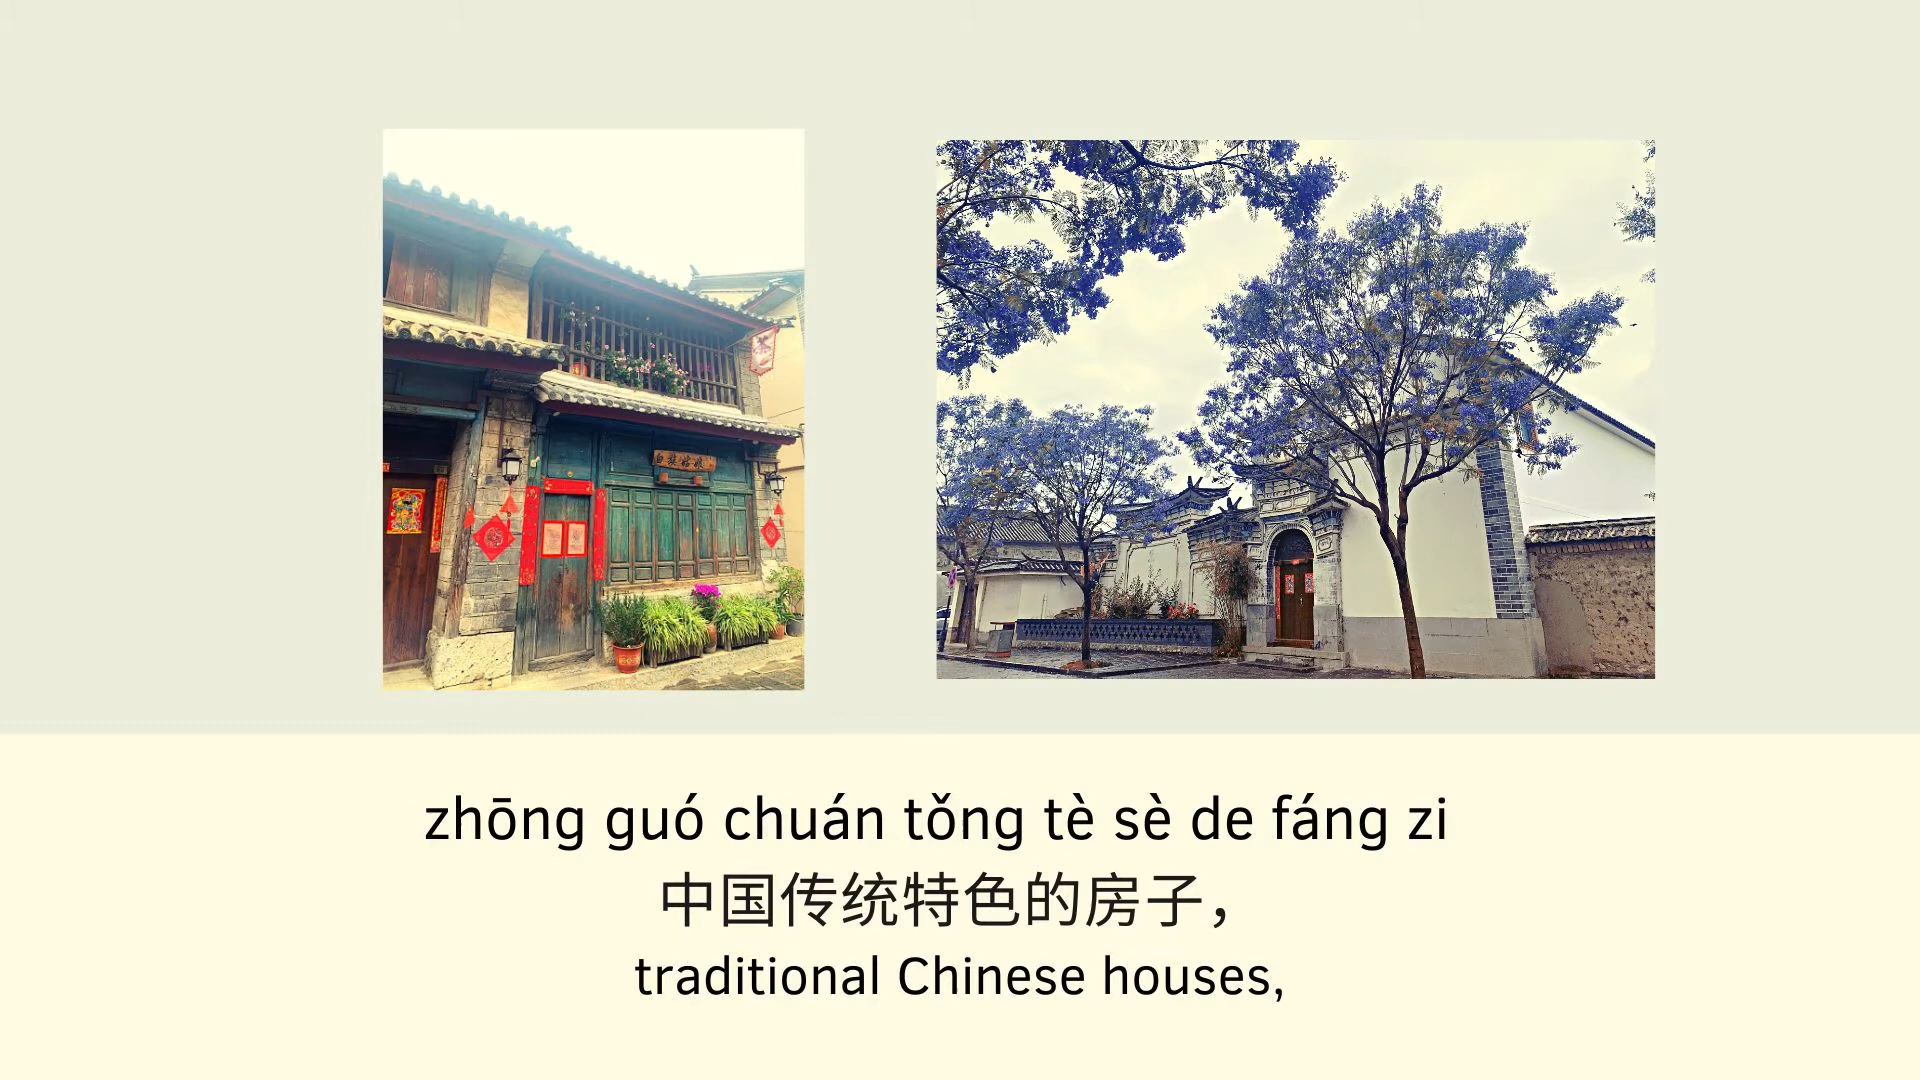 zhōng guó chuán tǒng tè sè de fáng zi
中国传统特色的房子，
traditional Chinese houses,